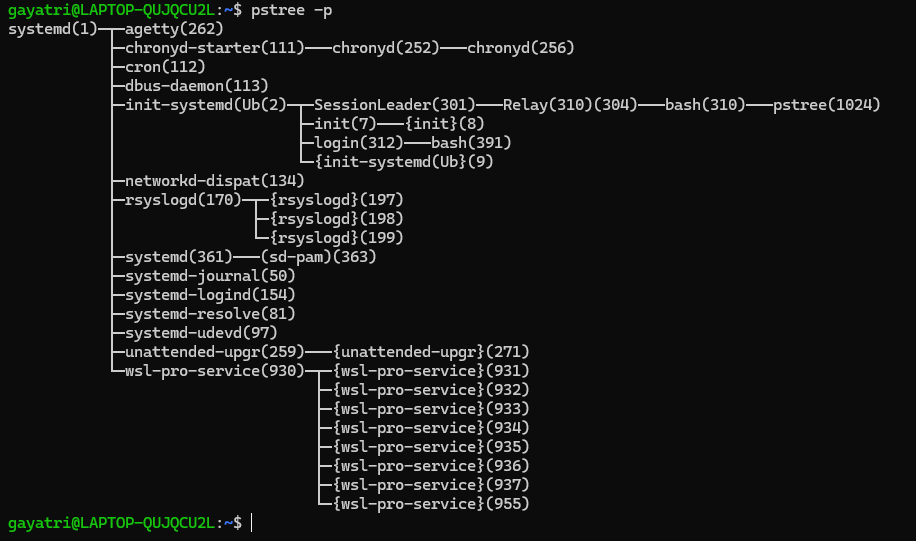 gayatri@LAPTOP-QUJQCU2L:~$ pstree -p
systemd(1)─┬─agetty(262)
           ├─chronyd-starter(111)───chronyd(252)───chronyd(256)
           ├─cron(112)
           ├─dbus-daemon(113)
           ├─init-systemd(Ub(2)─┬─SessionLeader(301)───Relay(310)(304)───bash(310)───pstree(1024)
           │                    ├─init(7)───{init}(8)
           │                    ├─login(312)───bash(391)
           │                    └─{init-systemd(Ub}(9)
           ├─networkd-dispat(134)
           ├─rsyslogd(170)─┬─{rsyslogd}(197)
           │               ├─{rsyslogd}(198)
           │               └─{rsyslogd}(199)
           ├─systemd(361)───(sd-pam)(363)
           ├─systemd-journal(50)
           ├─systemd-logind(154)
           ├─systemd-resolve(81)
           ├─systemd-udevd(97)
           ├─unattended-upgr(259)───{unattended-upgr}(271)
           └─wsl-pro-service(930)─┬─{wsl-pro-service}(931)
                                  ├─{wsl-pro-service}(932)
                                  ├─{wsl-pro-service}(933)
                                  ├─{wsl-pro-service}(934)
                                  ├─{wsl-pro-service}(935)
                                  ├─{wsl-pro-service}(936)
                                  ├─{wsl-pro-service}(937)
                                  └─{wsl-pro-service}(955)
gayatri@LAPTOP-QUJQCU2L:~$